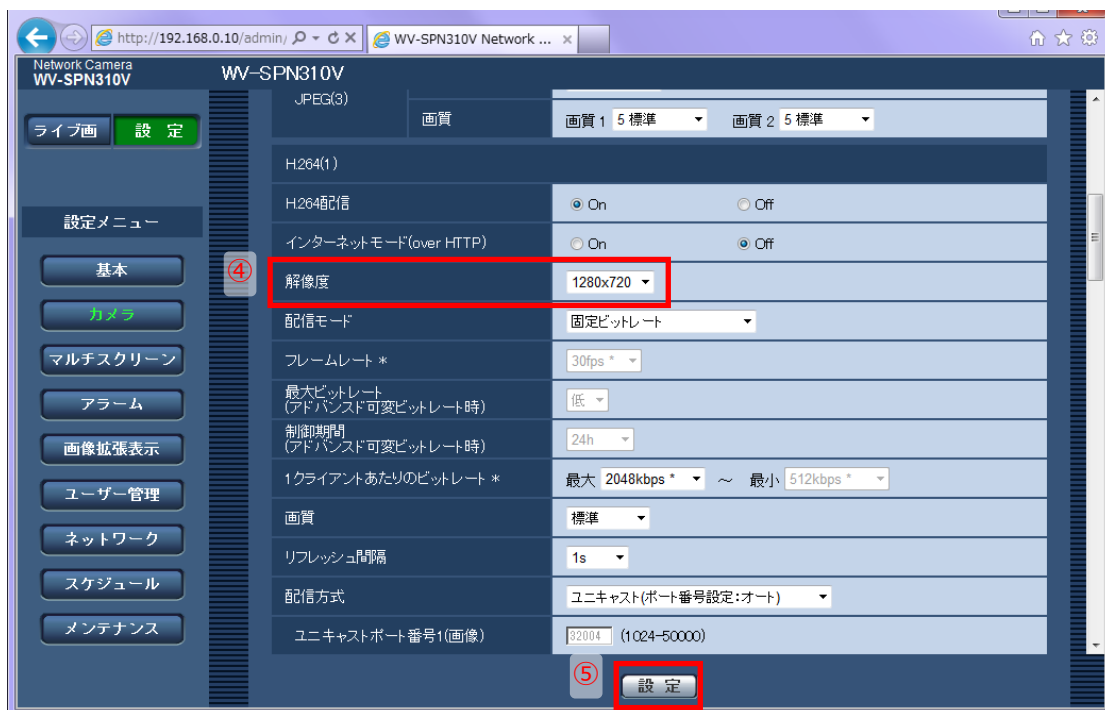 http://192.168.0.10/admin/
WV-SPN310V Network ...
Network Camera
WV-SPN310V
WV-SPN310V
ライブ画
設 定
設定メニュー
基本
カメラ
マルチスクリーン
アラーム
画像拡張表示
ユーザー管理
ネットワーク
スケジュール
メンテナンス
JPEG(3)
画質 画質 1 5 標準 画質 2 5 標準
H.264(1)
H.264配信 On Off
インターネットモード(over HTTP) On Off
④
解像度 1280x720
配信モード 固定ビットレート
フレームレート * 30fps *
最大ビットレート
(アドバンスド可変ビットレート時) 低
制御期間
(アドバンスド可変ビットレート時) 24h
1クライアントあたりのビットレート * 最大 2048kbps * ～ 最小 512kbps *
画質 標準
リフレッシュ間隔 1s
配信方式 ユニキャスト(ポート番号設定:オート)
ユニキャストポート番号1(画像) 32004 (1024-50000)
⑤
設 定